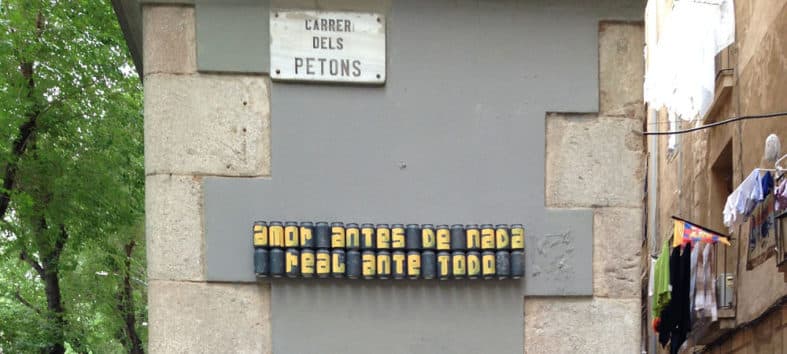 CARRER
DELS
PETONS
amor antes de nada
real ante TODO